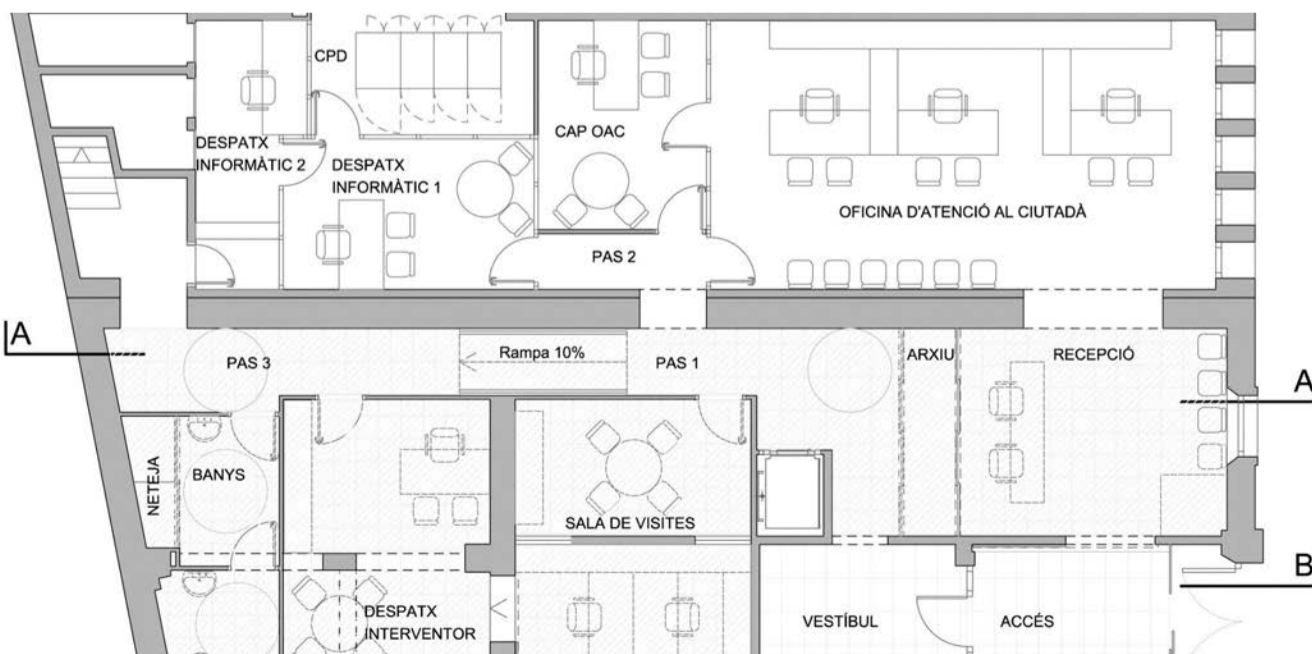 CPD
CAP OAC
DESPATX
INFORMÀTIC 2
DESPATX
INFORMÀTIC 1
OFICINA D'ATENCIÓ AL CIUTADÀ
PAS 2
A
PAS 3
Rampa 10%
PAS 1
ARXIU
RECEPCIÓ
A
NETEJA
BANYS
SALA DE VISITES
B
DESPATX
INTERVENTOR
VESTÍBUL
ACCÉS